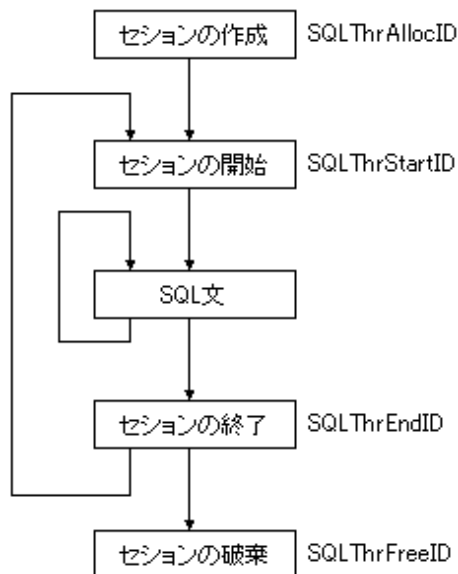 セションの作成 SQLThrAllocID
セションの開始 SQLThrStartID
SQL文
セションの終了 SQLThrEndID
セションの破棄 SQLThrFreeID